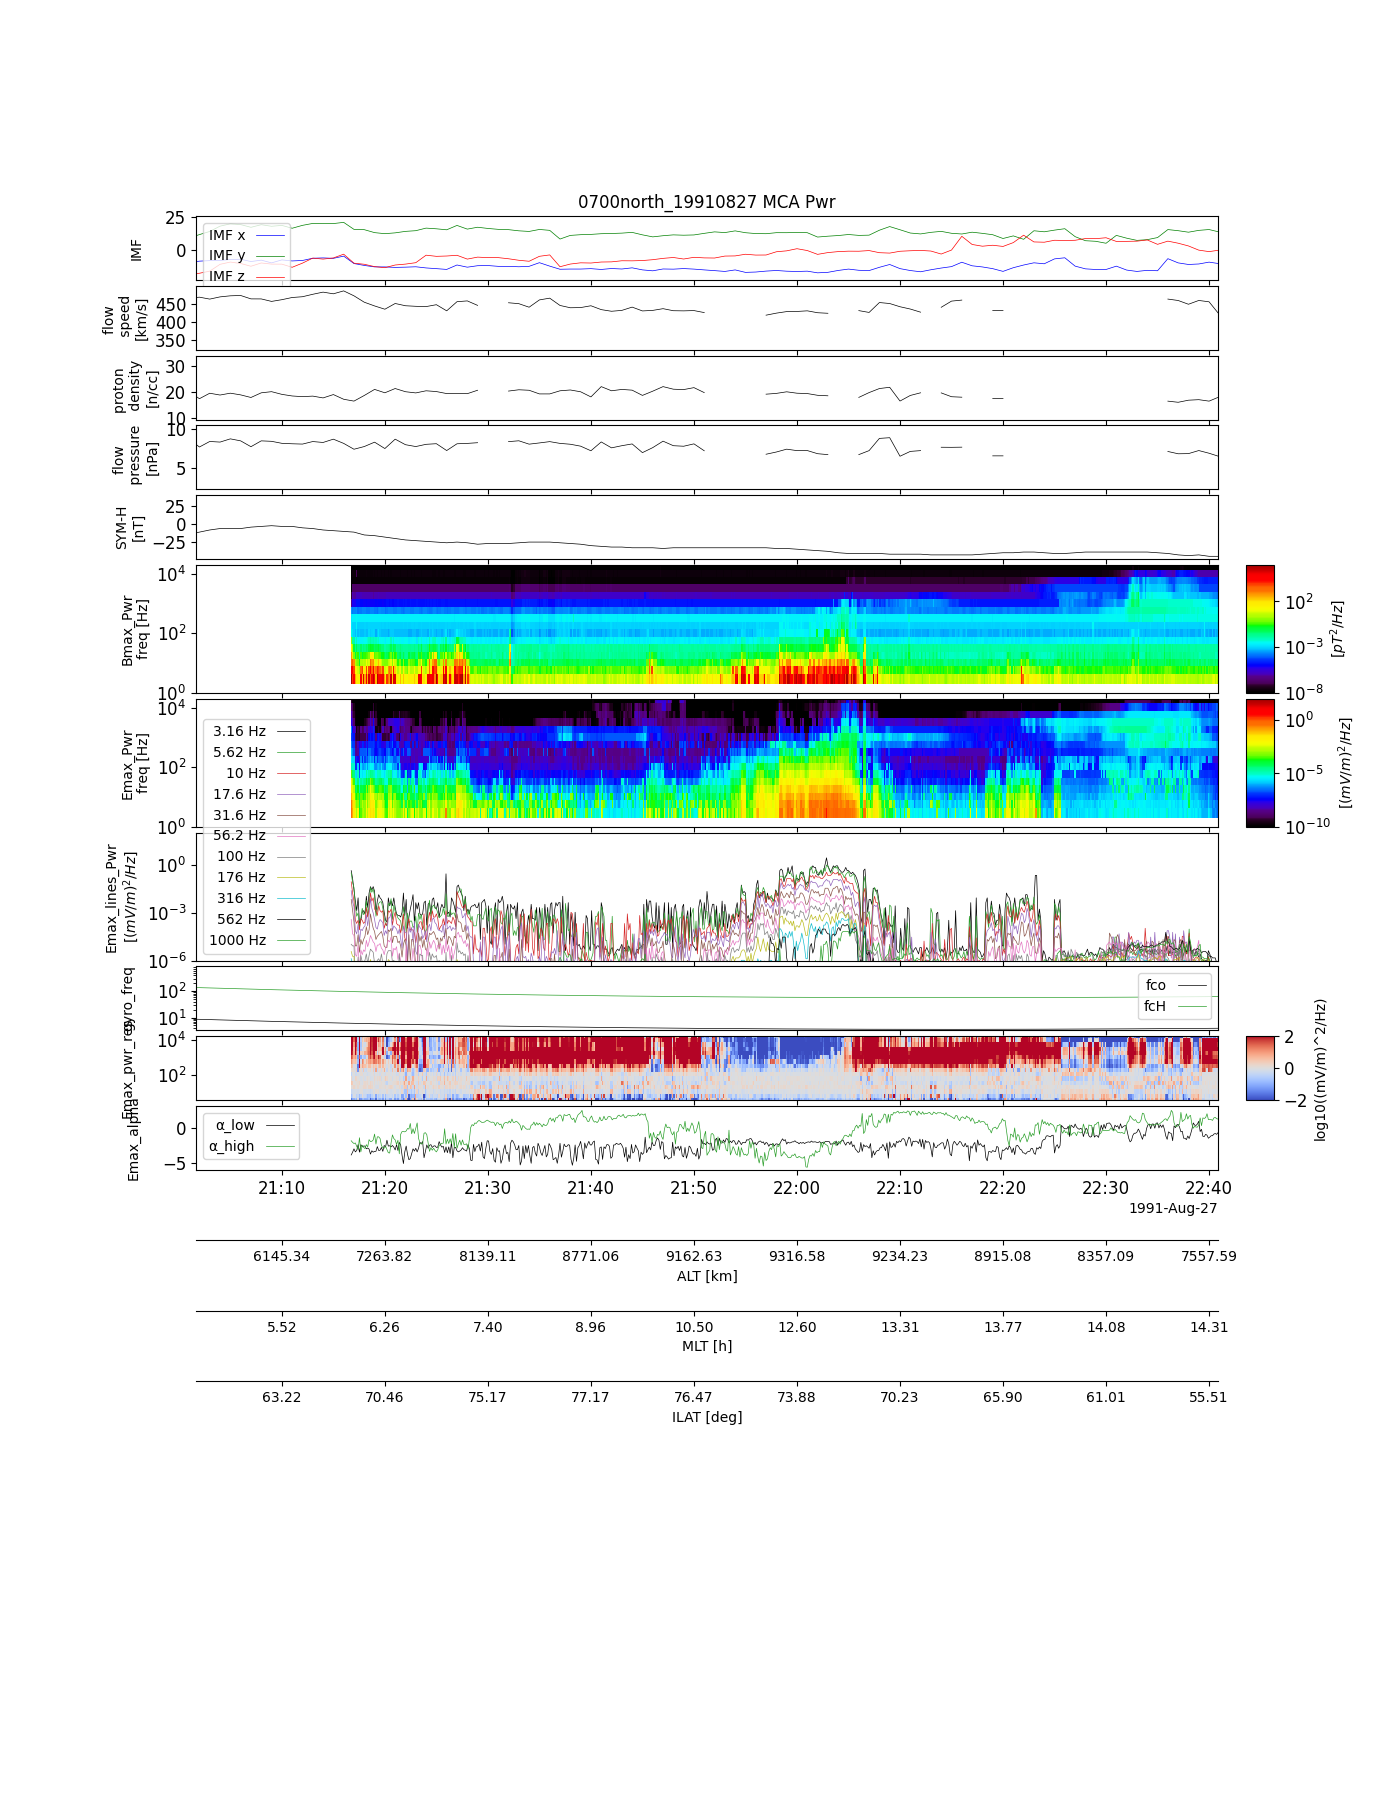 0700north_19910827 MCA Pwr
25
0
IMF
IMF x
IMF y
IMF z
450
400
350
flow
speed
[km/s]
30
20
10
proton
density
[n/cc]
10
5
flow
pressure
[nPa]
25
0
−25
SYM-H
[nT]
10^4
10^2
10^0
Bmax_Pwr
freq [Hz]
10^2
10^−3
10^−8
[pT^2/Hz]
10^4
10^2
10^0
Emax_Pwr
freq [Hz]
10^0
10^−5
10^−10
[(mV/m)^2/Hz]
3.16 Hz
5.62 Hz
10 Hz
17.6 Hz
31.6 Hz
56.2 Hz
100 Hz
176 Hz
316 Hz
562 Hz
1000 Hz
10^0
10^−3
10^−6
Emax_lines_Pwr
[(mV/m)^2/Hz]
10^2
10^1
gyro_freq
fco
fcH
10^4
10^2
Emax_pwr_reg
2
0
−2
log10((mV/m)^2/Hz)
0
−5
Emax_alpha
α_low
α_high
21:10 21:20 21:30 21:40 21:50 22:00 22:10 22:20 22:30 22:40
1991-Aug-27
6145.34 7263.82 8139.11 8771.06 9162.63 9316.58 9234.23 8915.08 8357.09 7557.59
ALT [km]
5.52 6.26 7.40 8.96 10.50 12.60 13.31 13.77 14.08 14.31
MLT [h]
63.22 70.46 75.17 77.17 76.47 73.88 70.23 65.90 61.01 55.51
ILAT [deg]